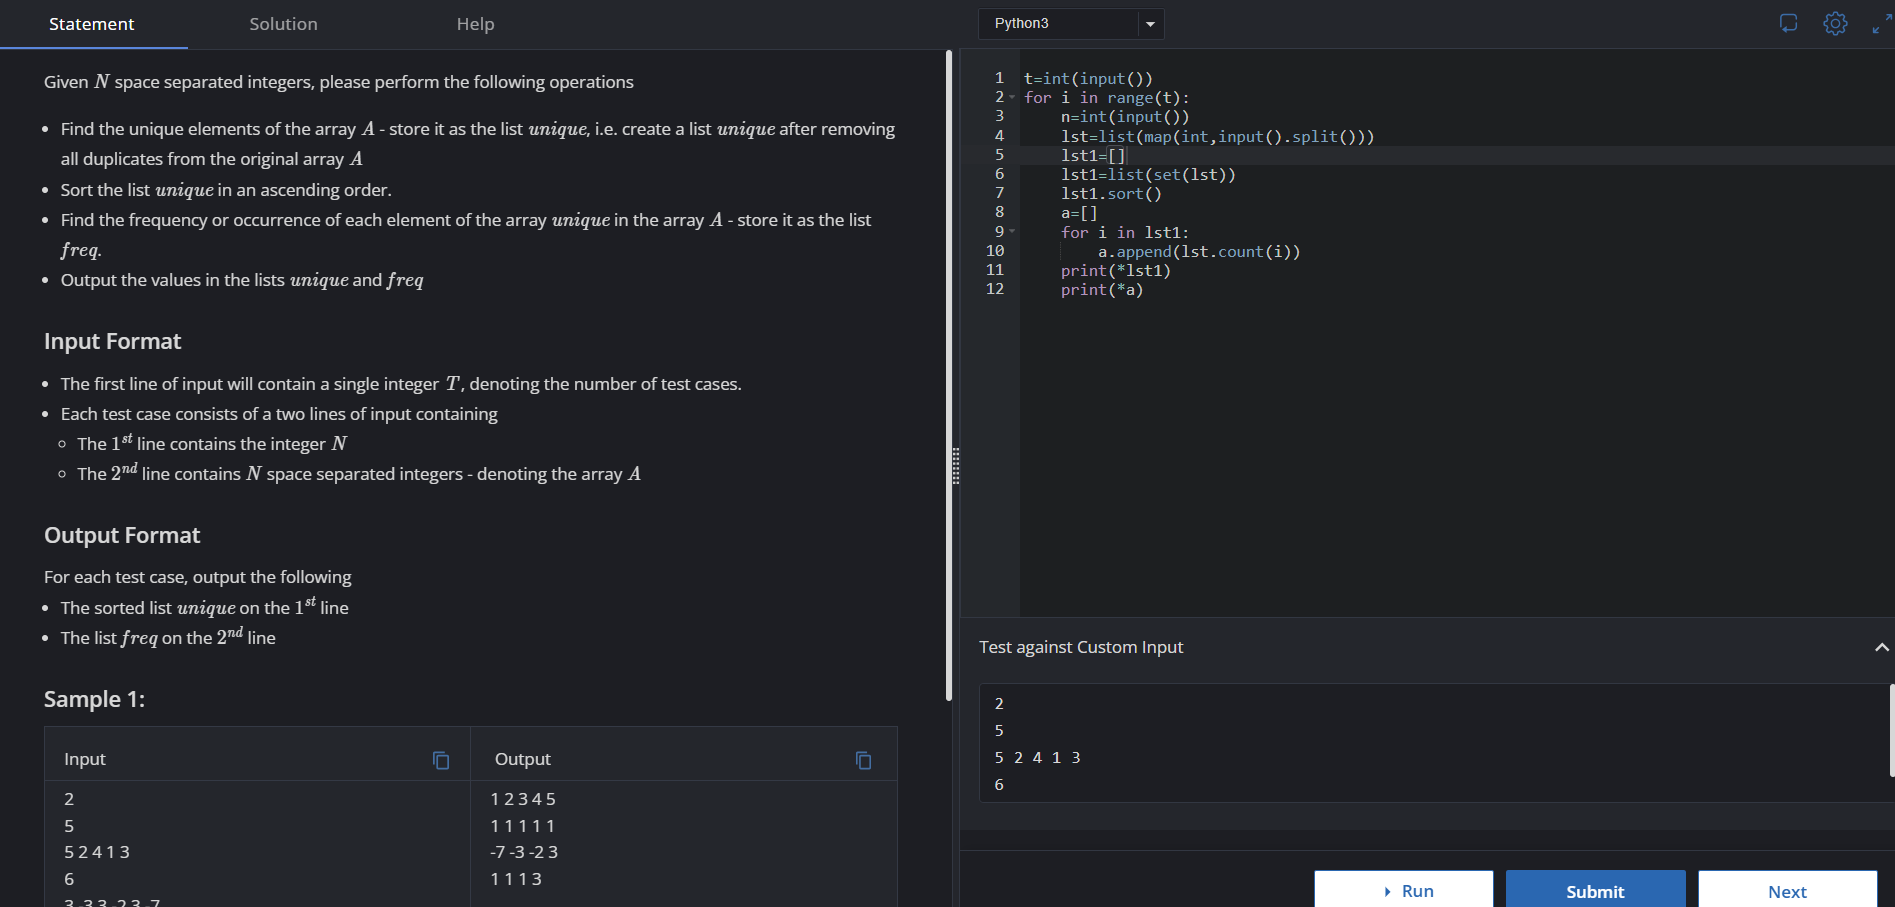 Statement
Solution
Help
Python3
Given N space separated integers, please perform the following operations
Find the unique elements of the array A - store it as the list unique, i.e. create a list unique after removing
all duplicates from the original array A
Sort the list unique in an ascending order.
Find the frequency or occurrence of each element of the array unique in the array A - store it as the list
freq.
Output the values in the lists unique and freq
Input Format
The first line of input will contain a single integer T, denoting the number of test cases.
Each test case consists of a two lines of input containing
The 1st line contains the integer N
The 2nd line contains N space separated integers - denoting the array A
Output Format
For each test case, output the following
The sorted list unique on the 1st line
The list freq on the 2nd line
Sample 1:
Input
Output
2
5
5 2 4 1 3
6
3 -3 3 -2 3 -7
1 2 3 4 5
1 1 1 1 1
-7 -3 -2 3
1 1 1 3
1 t=int(input())
2 for i in range(t):
3 n=int(input())
4 lst=list(map(int,input().split()))
5 lst1=[]
6 lst1=list(set(lst))
7 lst1.sort()
8 a=[]
9 for i in lst1:
10 a.append(lst.count(i))
11 print(*lst1)
12 print(*a)
Test against Custom Input
2
5
5 2 4 1 3
6
Run
Submit
Next